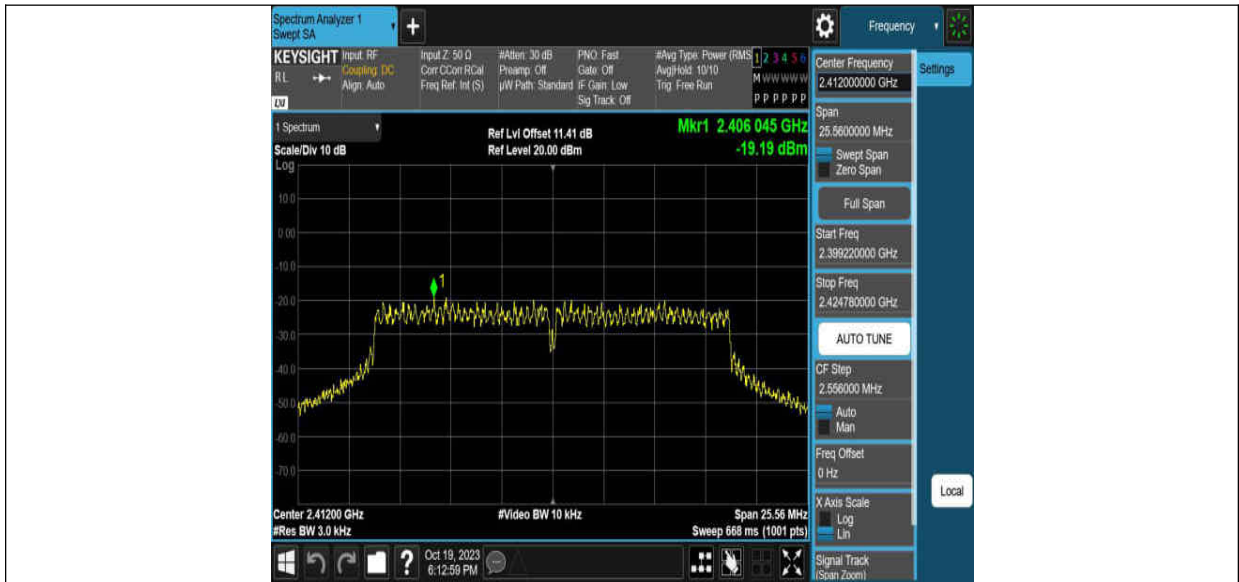 Spectrum Analyzer 1
Swept SA
+
Frequency
KEYSIGHT
RL
LXI
Input: RF
Coupling: DC
Align: Auto
Input Z: 50 Ω
Corr CCorr RCal
Freq Ref: Int (S)
#Atten: 30 dB
Preamp: Off
µW Path: Standard
PNO: Fast
Gate: Off
IF Gain: Low
Sig Track: Off
#Avg Type: Power (RMS
Avg|Hold: 10/10
Trig: Free Run
1 2 3 4 5 6
M W W W W W
P P P P P P
1 Spectrum
Scale/Div 10 dB
Log
Ref Lvl Offset 11.41 dB
Ref Level 20.00 dBm
Mkr1 2.406 045 GHz
-19.19 dBm
10.0
0.00
-10.0
-20.0
-30.0
-40.0
-50.0
-60.0
-70.0
1
Center 2.41200 GHz
#Res BW 3.0 kHz
#Video BW 10 kHz
Span 25.56 MHz
Sweep 668 ms (1001 pts)
?
Oct 19, 2023
6:12:59 PM
Center Frequency
2.412000000 GHz
Span
25.5600000 MHz
Swept Span
Zero Span
Full Span
Start Freq
2.399220000 GHz
Stop Freq
2.424780000 GHz
AUTO TUNE
CF Step
2.556000 MHz
Auto
Man
Freq Offset
0 Hz
X Axis Scale
Log
Lin
Signal Track
(Span Zoom)
Settings
Local